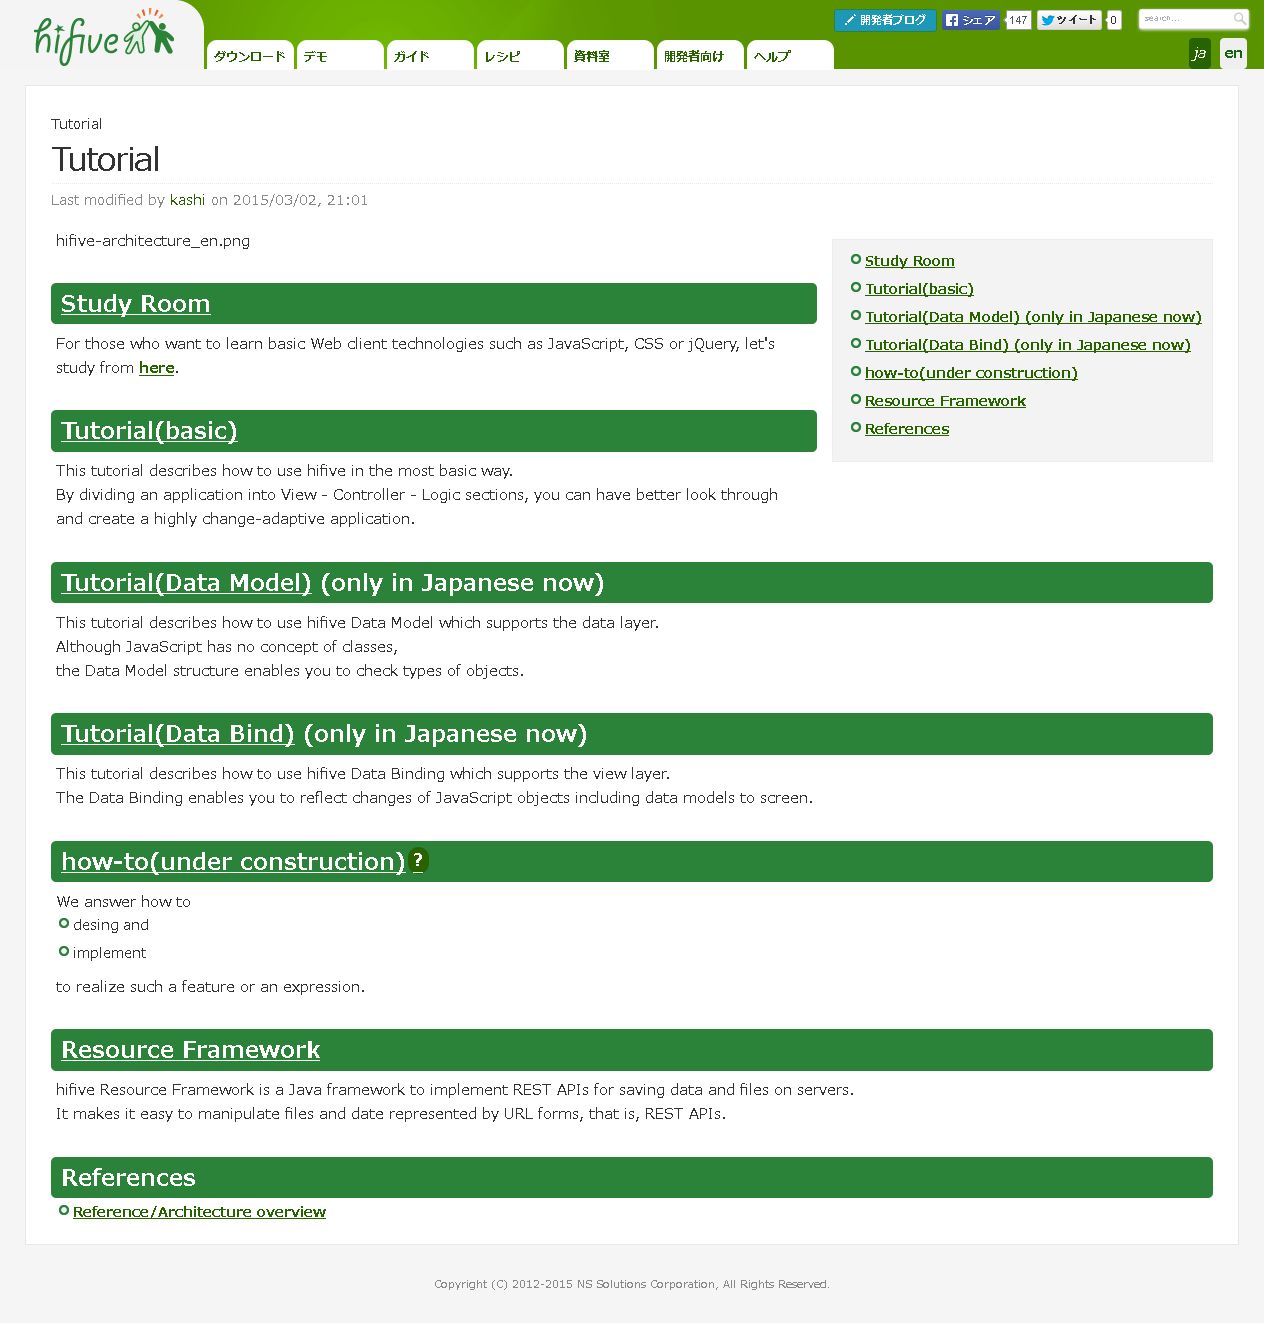 hifive
開発者ブログ
シェア
147
ツイート
0
search...
ダウンロード
デモ
ガイド
レシピ
資料室
開発者向け
ヘルプ
ja
en
Tutorial
Tutorial
Last modified by kashi on 2015/03/02, 21:01
hifive-architecture_en.png
Study Room
Tutorial(basic)
Tutorial(Data Model) (only in Japanese now)
Tutorial(Data Bind) (only in Japanese now)
how-to(under construction)
Resource Framework
References
Study Room
For those who want to learn basic Web client technologies such as JavaScript, CSS or jQuery, let's
study from here.
Tutorial(basic)
This tutorial describes how to use hifive in the most basic way.
By dividing an application into View - Controller - Logic sections, you can have better look through
and create a highly change-adaptive application.
Tutorial(Data Model) (only in Japanese now)
This tutorial describes how to use hifive Data Model which supports the data layer.
Although JavaScript has no concept of classes,
the Data Model structure enables you to check types of objects.
Tutorial(Data Bind) (only in Japanese now)
This tutorial describes how to use hifive Data Binding which supports the view layer.
The Data Binding enables you to reflect changes of JavaScript objects including data models to screen.
how-to(under construction) ?
We answer how to
desing and
implement
to realize such a feature or an expression.
Resource Framework
hifive Resource Framework is a Java framework to implement REST APIs for saving data and files on servers.
It makes it easy to manipulate files and date represented by URL forms, that is, REST APIs.
References
Reference/Architecture overview
Copyright (C) 2012-2015 NS Solutions Corporation, All Rights Reserved.